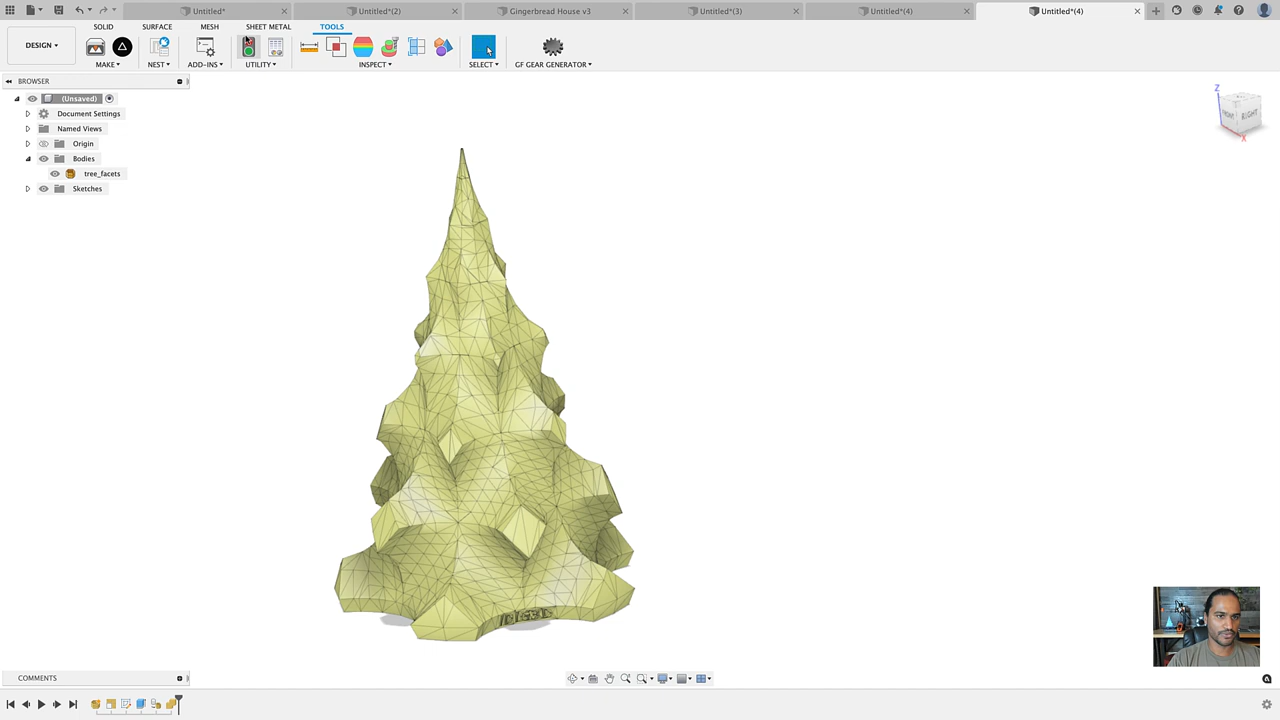 Untitled*
Untitled*(2)
Gingerbread House v3
Untitled*(3)
Untitled*(4)
Untitled*(4)
SOLID
SURFACE
MESH
SHEET METAL
TOOLS
DESIGN
MAKE
NEST
ADD-INS
UTILITY
INSPECT
SELECT
GF GEAR GENERATOR
BROWSER
(Unsaved)
Document Settings
Named Views
Origin
Bodies
tree_facets
Sketches
Z
FRONT
RIGHT
X
COMMENTS